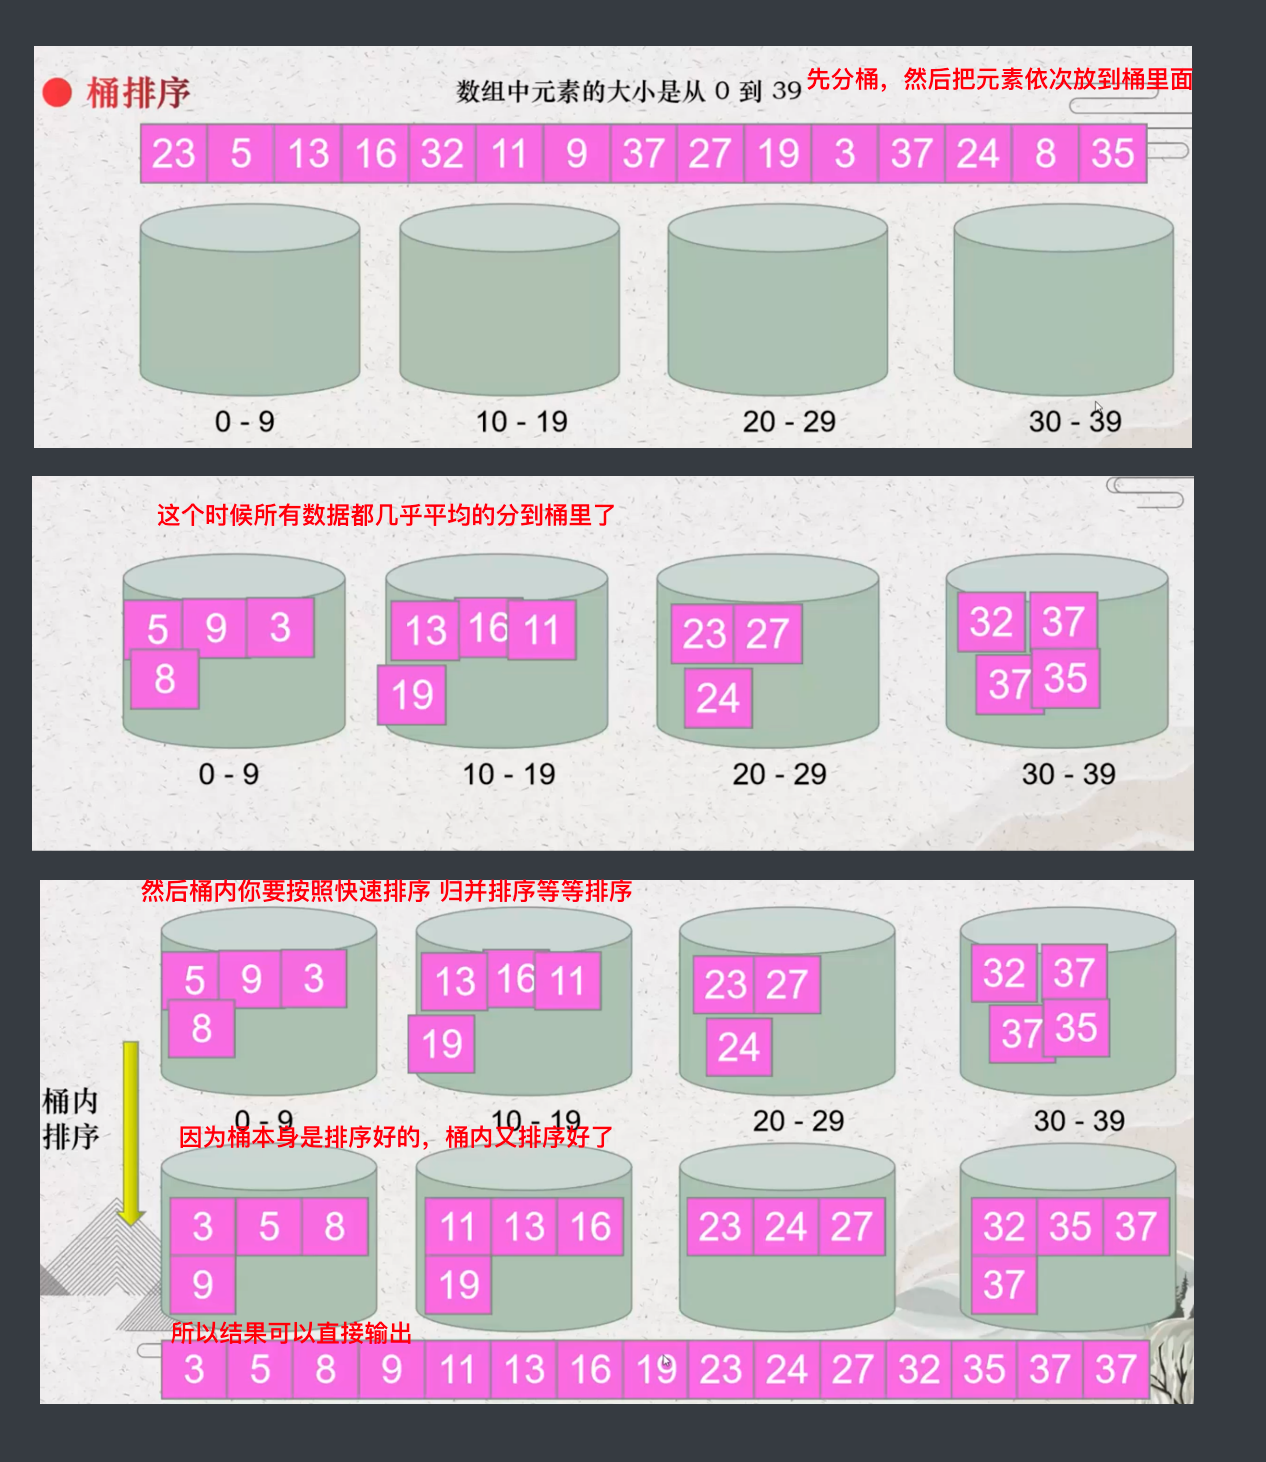 桶排序
数组中元素的大小是从 0 到 39
先分桶，然后把元素依次放到桶里面
23 5 13 16 32 11 9 37 27 19 3 37 24 8 35
0 - 9 10 - 19 20 - 29 30 - 39
这个时候所有数据都几乎平均的分到桶里了
5 9 3 13 16 11 23 27 32 37
8 19 24 37 35
0 - 9 10 - 19 20 - 29 30 - 39
然后桶内你要按照快速排序 归并排序等等排序
5 9 3 13 16 11 23 27 32 37
8 19 24 37 35
桶内
排序
0 - 9 10 - 19 20 - 29 30 - 39
因为桶本身是排序好的，桶内又排序好了
3 5 8 11 13 16 23 24 27 32 35 37
9 19 37
所以结果可以直接输出
3 5 8 9 11 13 16 19 23 24 27 32 35 37 37